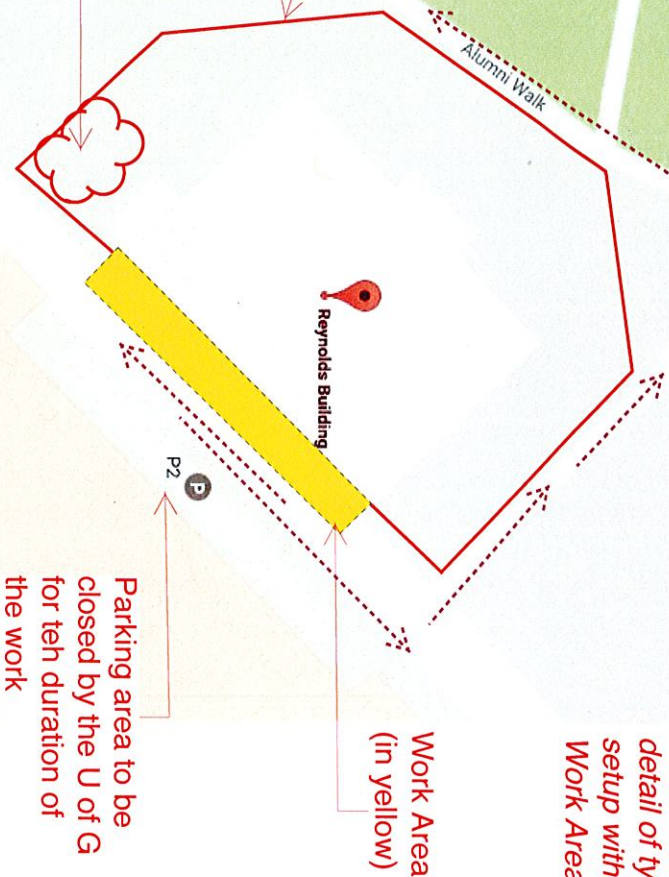 Alumni Walk
Reynolds Building
P
P2
detail of
setup with
Work Area
Work Area
(in yellow)
Parking area to be
closed by the U of G
for teh duration of
the work